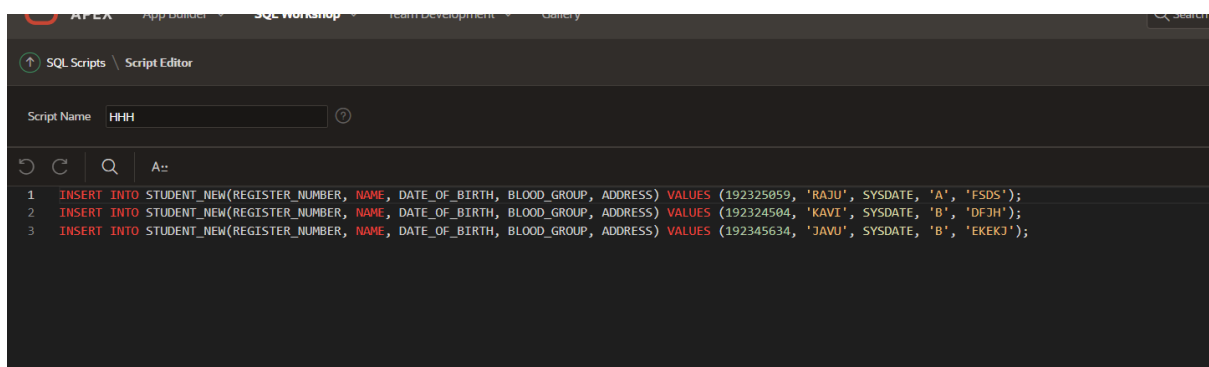 APEX App Builder SQL Workshop Team Development Gallery Search
SQL Scripts \ Script Editor
Script Name HHH ?
A::
1 INSERT INTO STUDENT_NEW(REGISTER_NUMBER, NAME, DATE_OF_BIRTH, BLOOD_GROUP, ADDRESS) VALUES (192325059, 'RAJU', SYSDATE, 'A', 'FSDS');
2 INSERT INTO STUDENT_NEW(REGISTER_NUMBER, NAME, DATE_OF_BIRTH, BLOOD_GROUP, ADDRESS) VALUES (192324504, 'KAVI', SYSDATE, 'B', 'DFJH');
3 INSERT INTO STUDENT_NEW(REGISTER_NUMBER, NAME, DATE_OF_BIRTH, BLOOD_GROUP, ADDRESS) VALUES (192345634, 'JAVU', SYSDATE, 'B', 'EKEKJ');